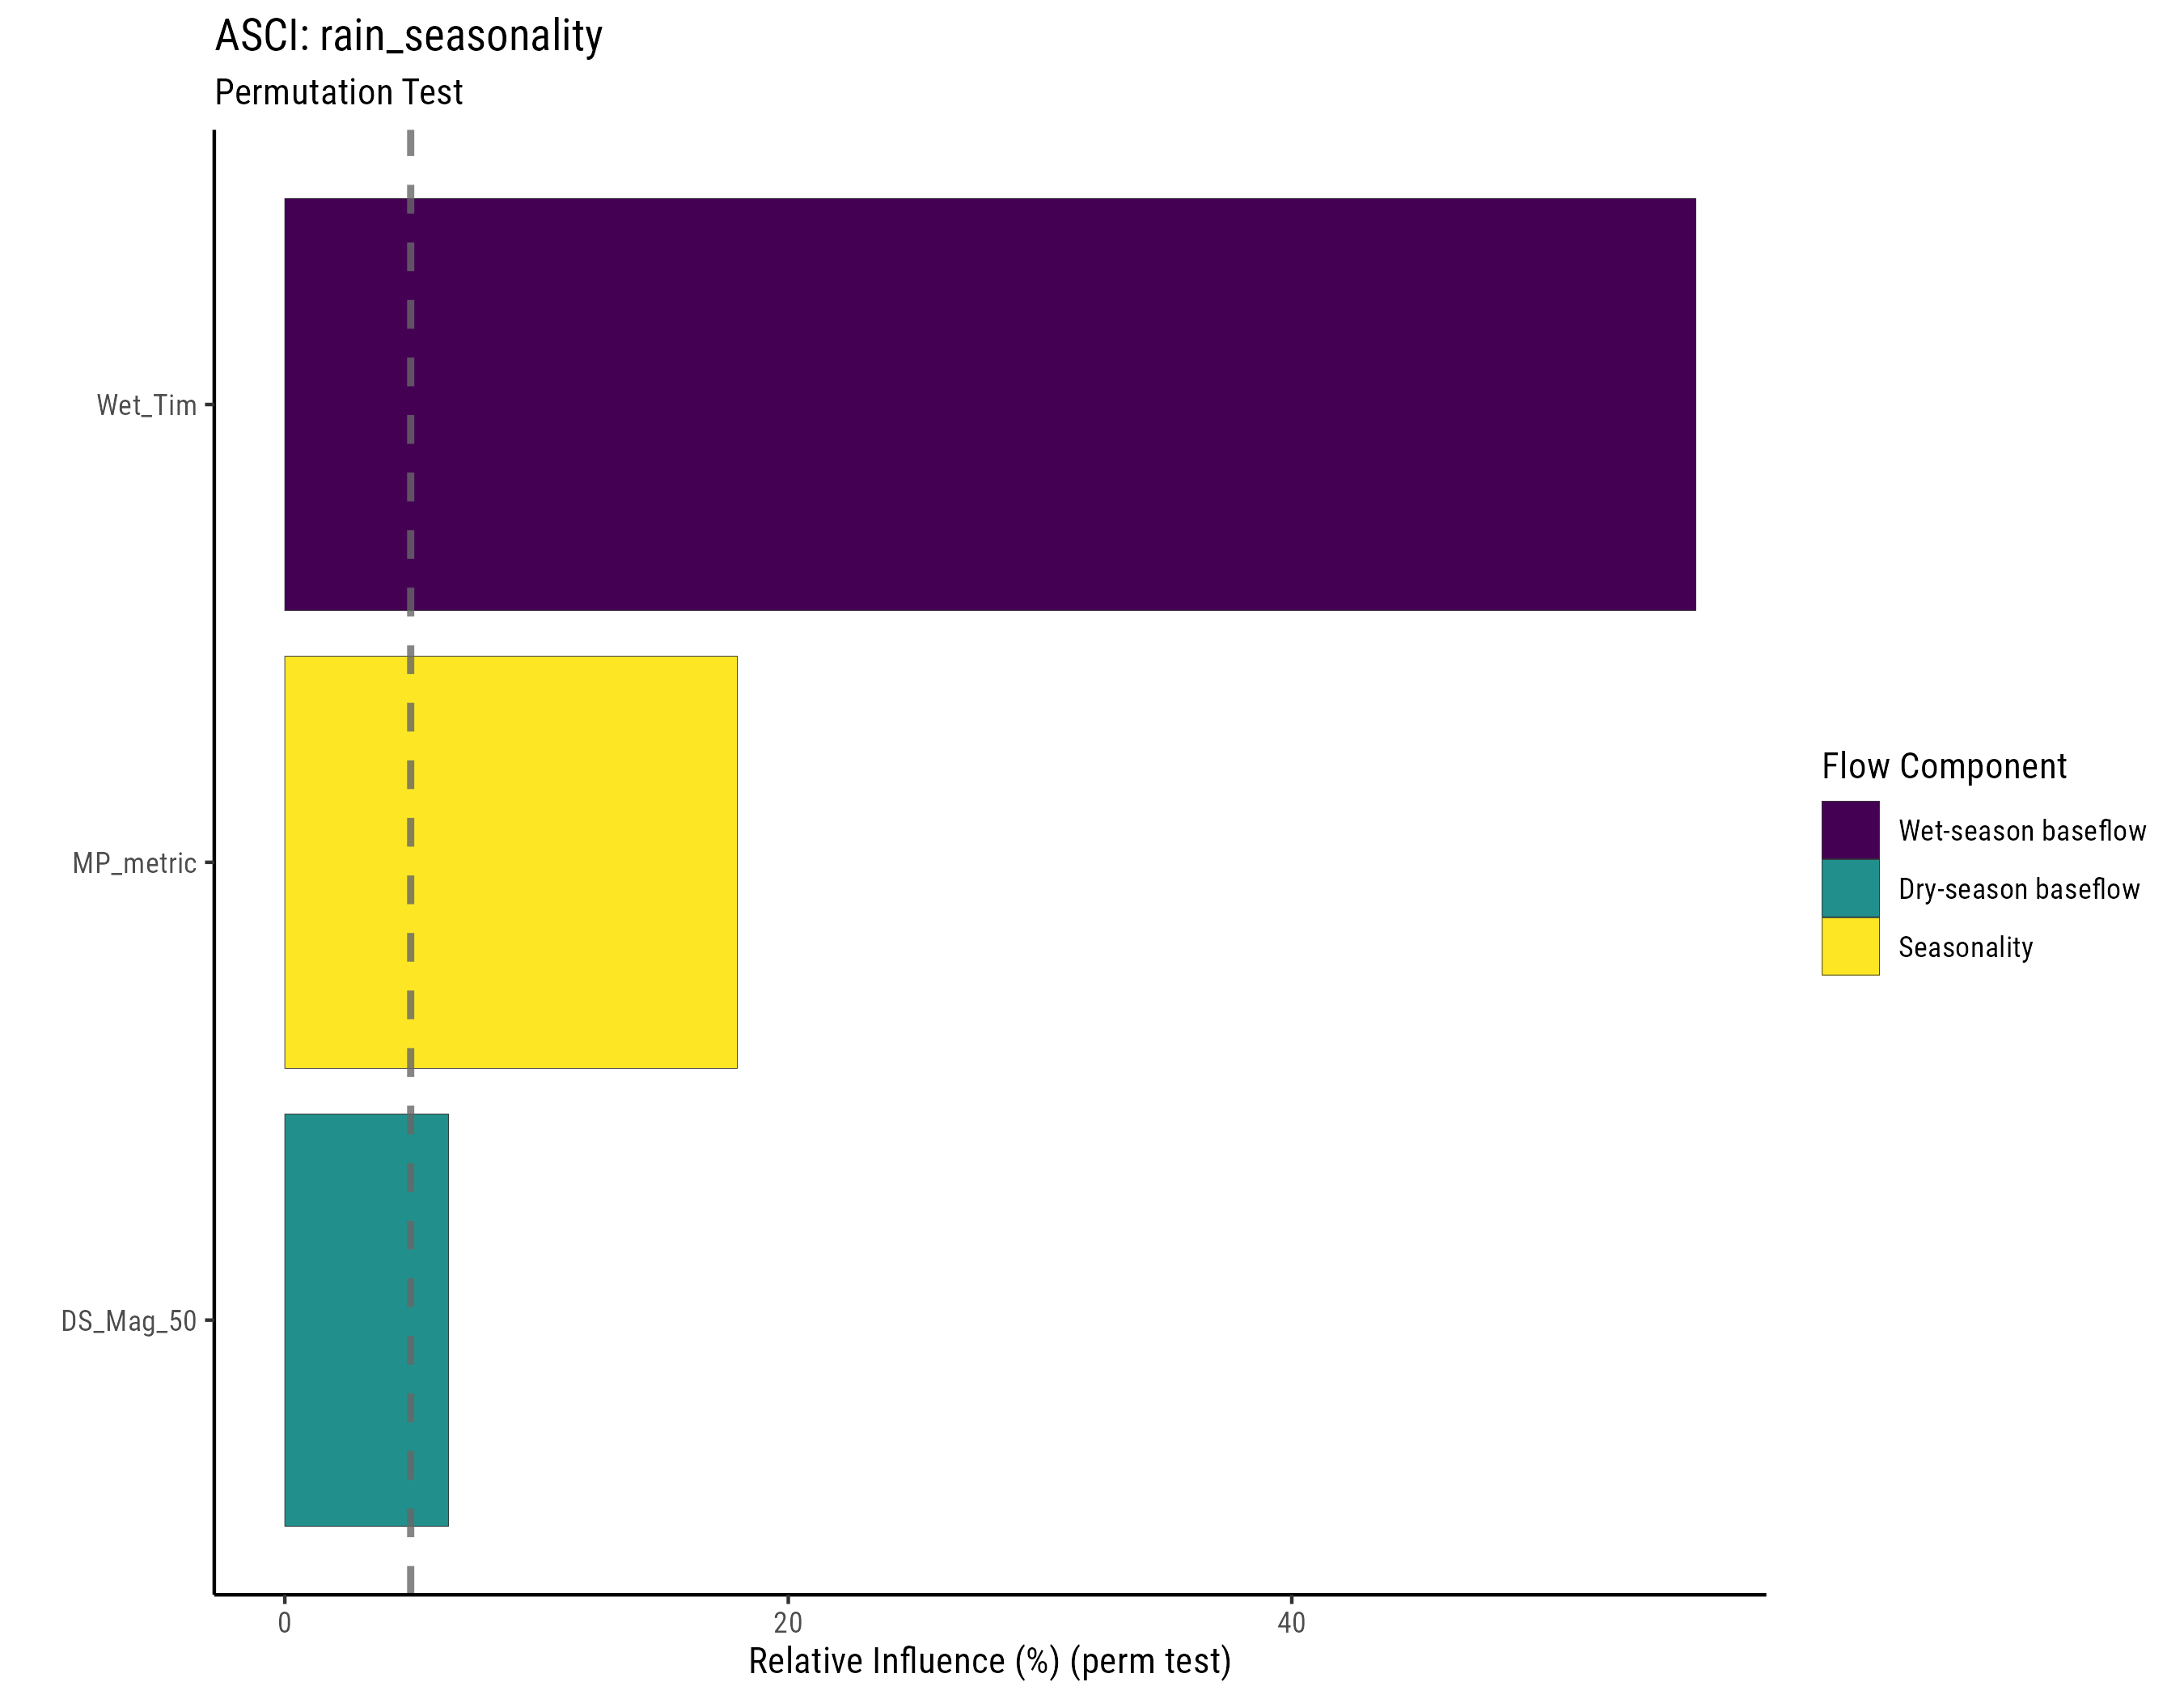 ASCI: rain_seasonality
Permutation Test
Wet_Tim
MP_metric
DS_Mag_50
0 20 40
Relative Influence (%) (perm test)
Flow Component
Wet-season baseflow
Dry-season baseflow
Seasonality